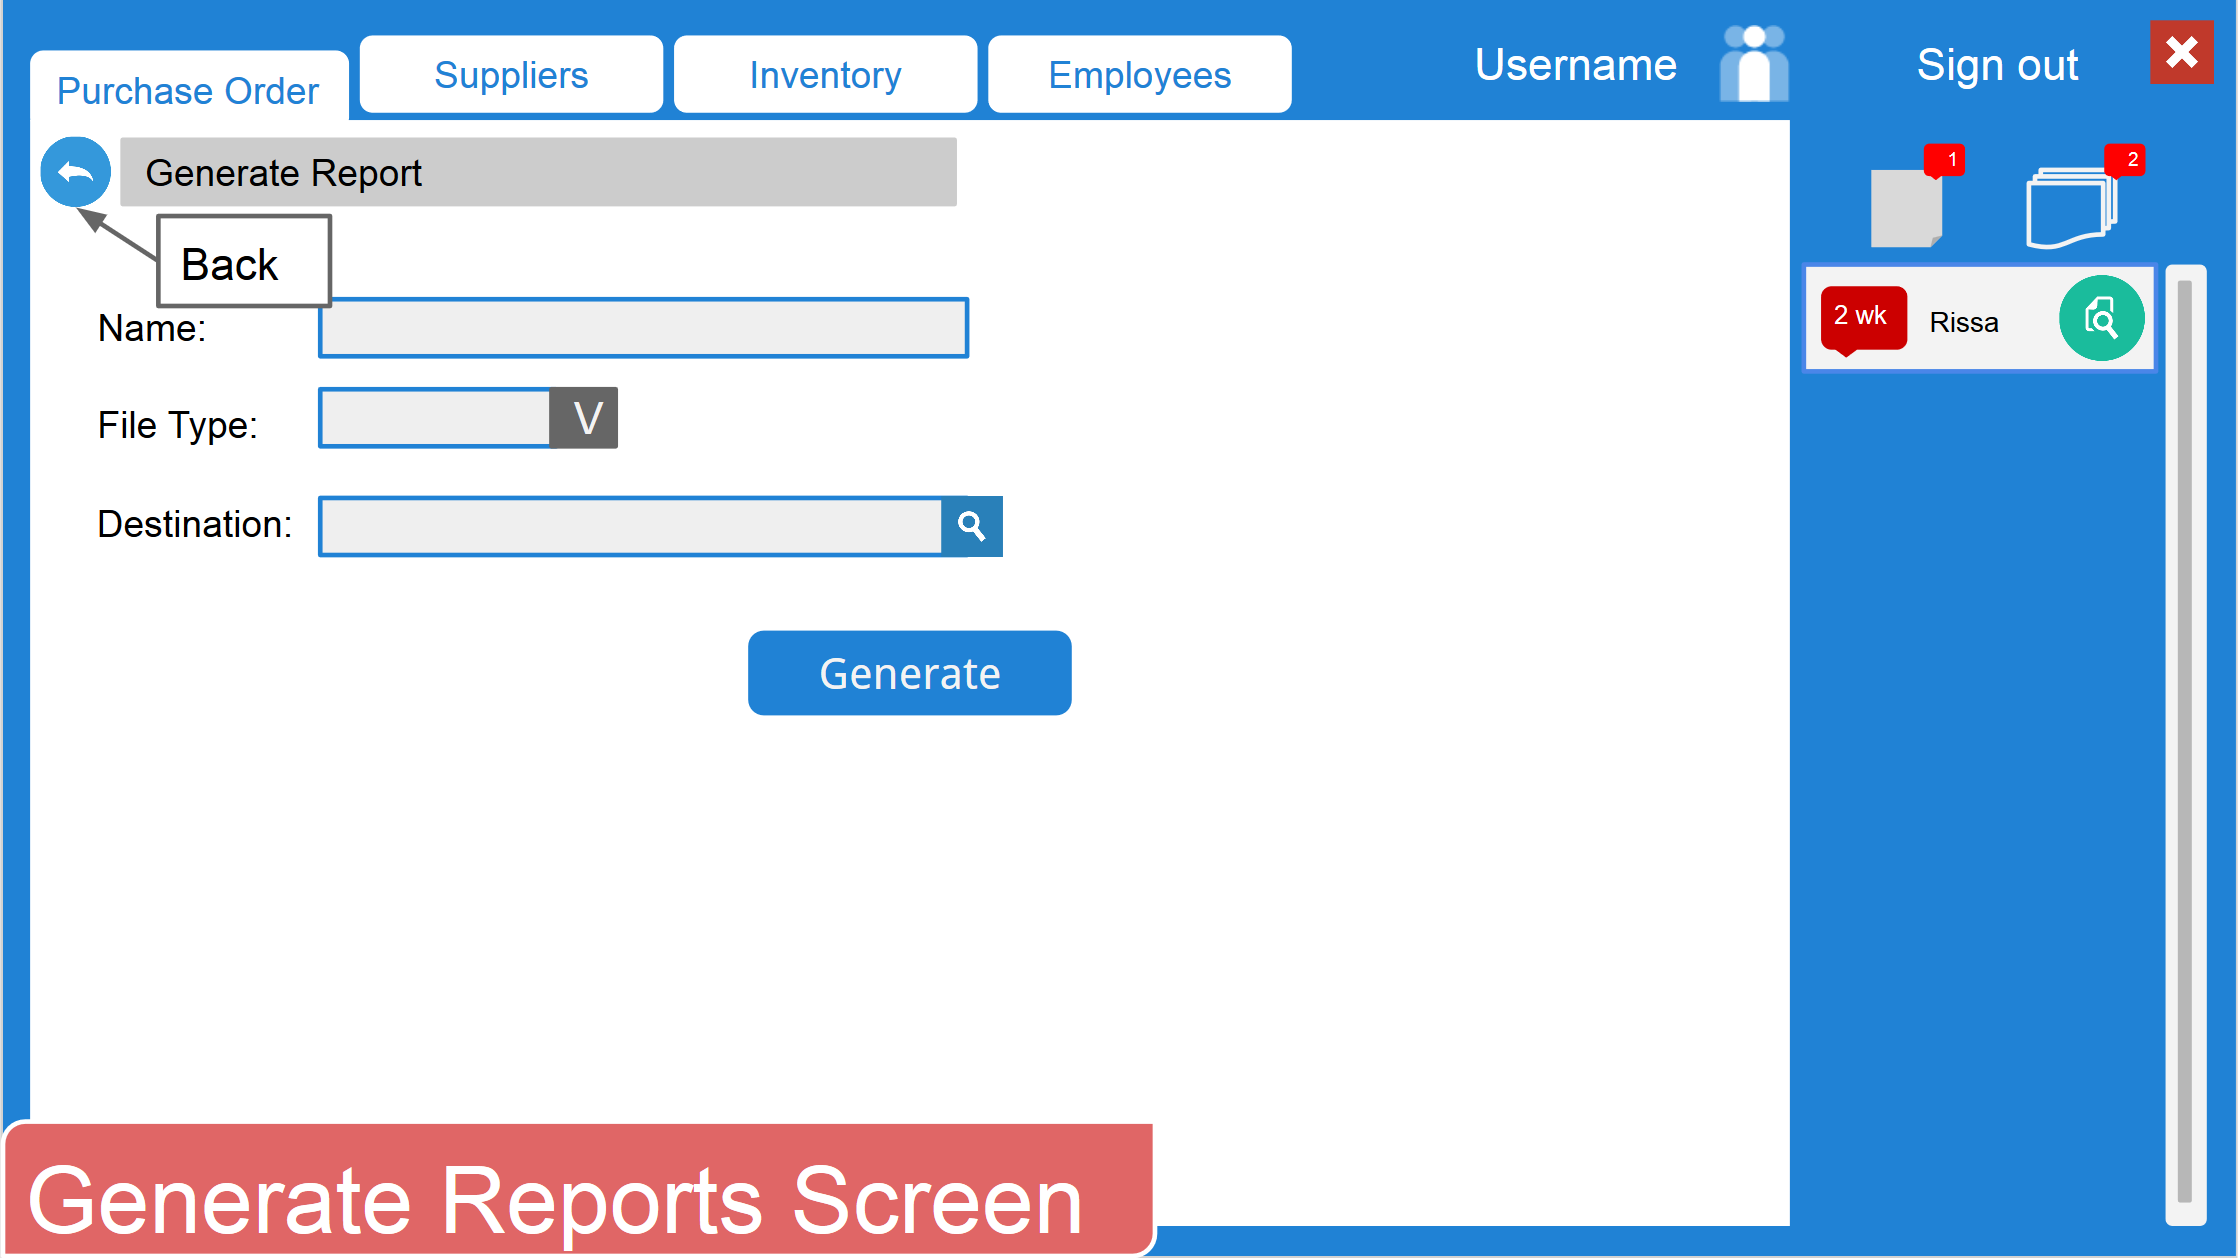 Purchase Order
Suppliers
Inventory
Employees
Username
Sign out
Generate Report
1
2
Back
2 wk
Rissa
Name:
File Type:
V
Destination:
Generate
Generate Reports Screen